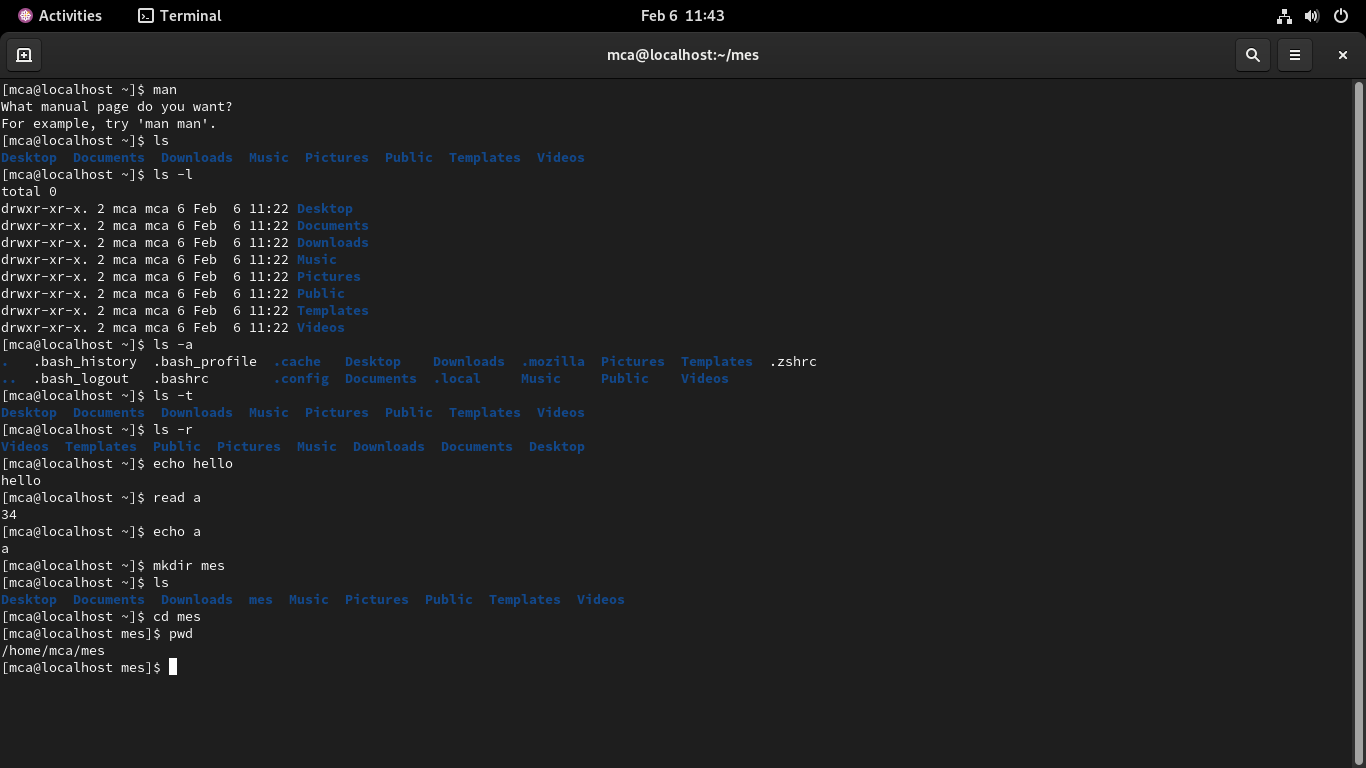 Activities Terminal Feb 6 11:43
mca@localhost:~/mes
[mca@localhost ~]$ man
What manual page do you want?
For example, try 'man man'.
[mca@localhost ~]$ ls
Desktop  Documents  Downloads  Music  Pictures  Public  Templates  Videos
[mca@localhost ~]$ ls -l
total 0
drwxr-xr-x. 2 mca mca 6 Feb  6 11:22 Desktop
drwxr-xr-x. 2 mca mca 6 Feb  6 11:22 Documents
drwxr-xr-x. 2 mca mca 6 Feb  6 11:22 Downloads
drwxr-xr-x. 2 mca mca 6 Feb  6 11:22 Music
drwxr-xr-x. 2 mca mca 6 Feb  6 11:22 Pictures
drwxr-xr-x. 2 mca mca 6 Feb  6 11:22 Public
drwxr-xr-x. 2 mca mca 6 Feb  6 11:22 Templates
drwxr-xr-x. 2 mca mca 6 Feb  6 11:22 Videos
[mca@localhost ~]$ ls -a
.   .bash_history  .bash_profile  .cache   Desktop    Downloads  .mozilla  Pictures  Templates  .zshrc
..  .bash_logout   .bashrc        .config  Documents  .local     Music     Public    Videos
[mca@localhost ~]$ ls -t
Desktop  Documents  Downloads  Music  Pictures  Public  Templates  Videos
[mca@localhost ~]$ ls -r
Videos  Templates  Public  Pictures  Music  Downloads  Documents  Desktop
[mca@localhost ~]$ echo hello
hello
[mca@localhost ~]$ read a
34
[mca@localhost ~]$ echo a
a
[mca@localhost ~]$ mkdir mes
[mca@localhost ~]$ ls
Desktop  Documents  Downloads  mes  Music  Pictures  Public  Templates  Videos
[mca@localhost ~]$ cd mes
[mca@localhost mes]$ pwd
/home/mca/mes
[mca@localhost mes]$